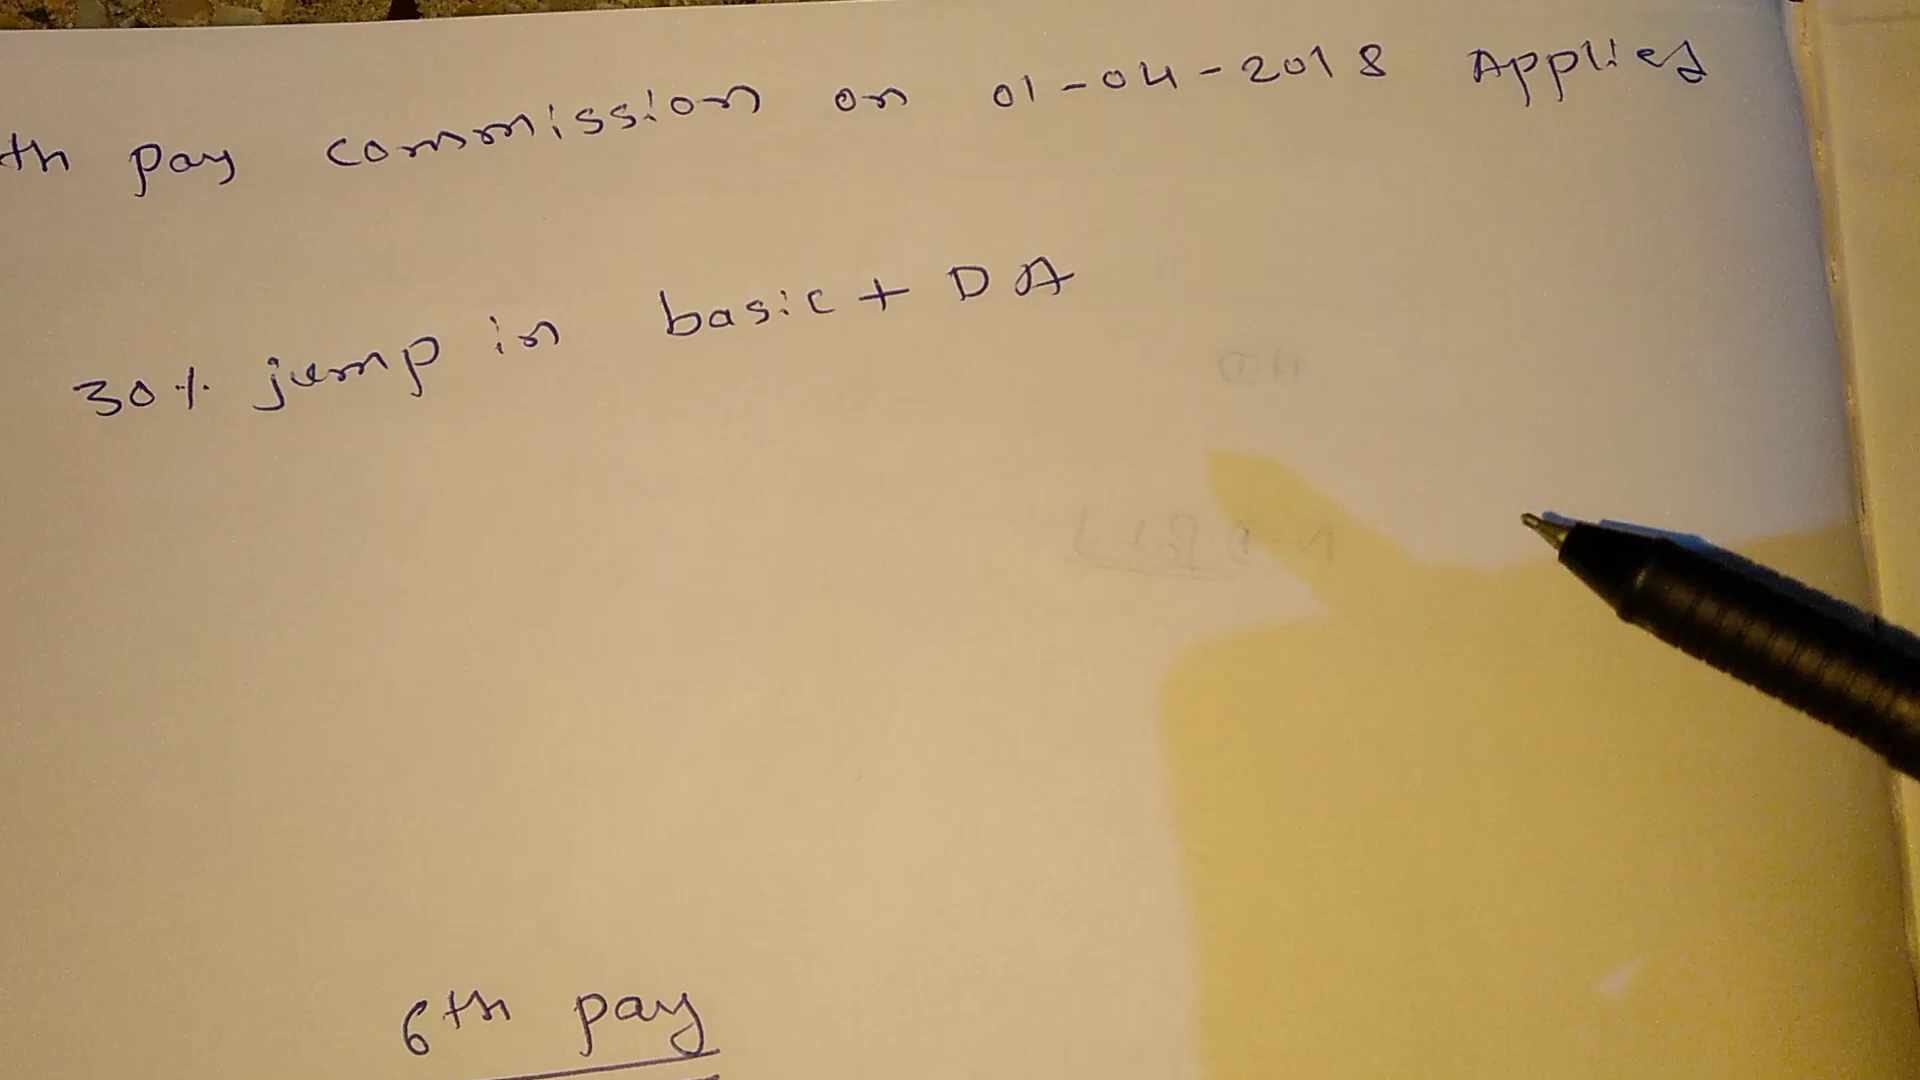 th pay commission on 01-04-2018 Applied
30% jump in basic + DA
6th pay